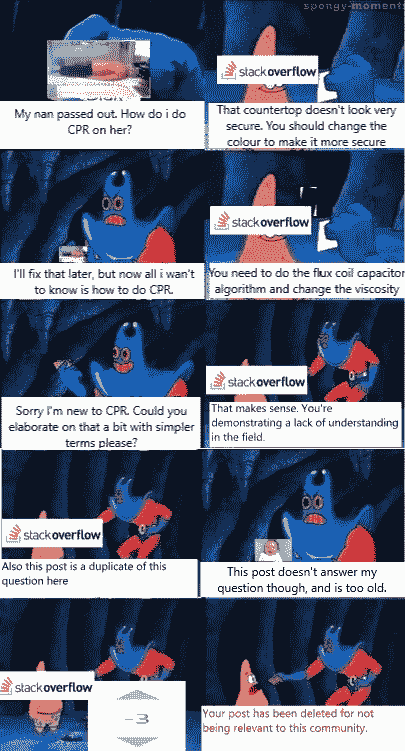 spongy-moments
My nan passed out. How do i do
CPR on her?
stackoverflow
That countertop doesn't look very
secure. You should change the
colour to make it more secure
I'll fix that later, but now all i wan't
to know is how to do CPR.
stackoverflow
You need to do the flux coil capacitor
algorithm and change the viscosity
Sorry I'm new to CPR. Could you
elaborate on that a bit with simpler
terms please?
stackoverflow
That makes sense. You're
demonstrating a lack of understanding
in the field.
stackoverflow
Also this post is a duplicate of this
question here
This post doesn't answer my
question though, and is too old.
stackoverflow
-3
Your post has been deleted for not
being relevant to this community.